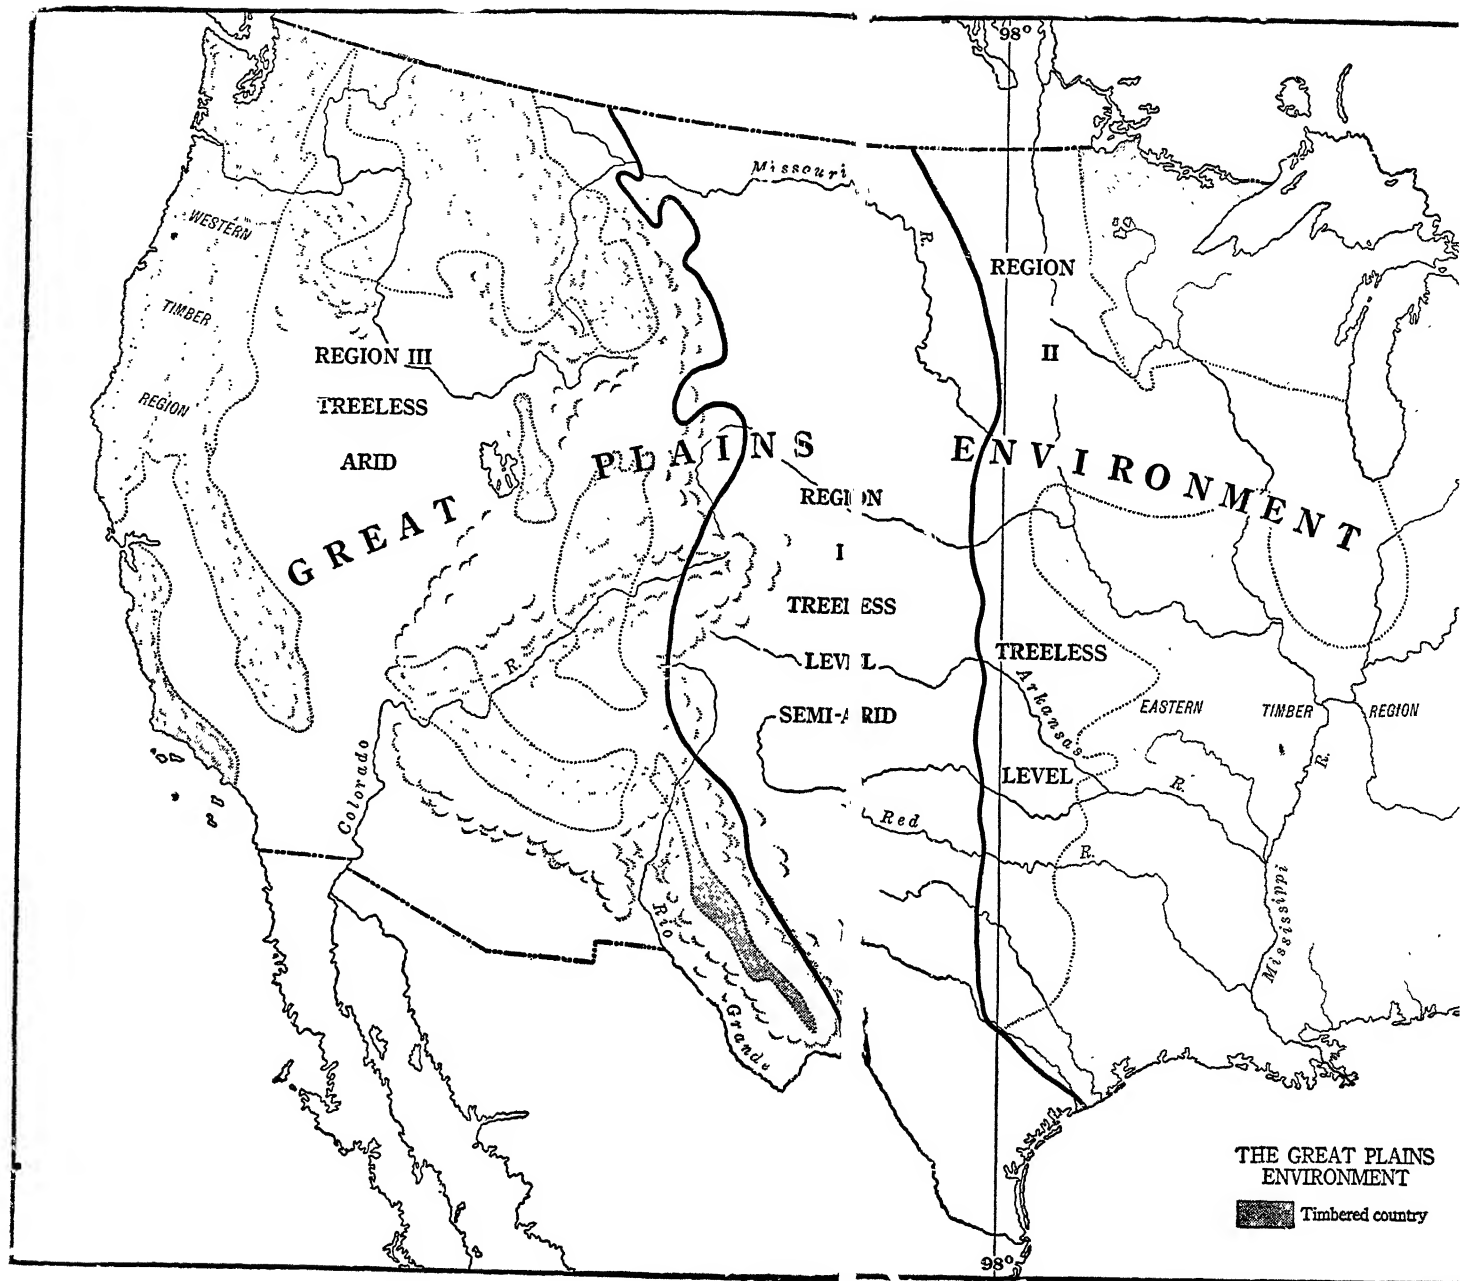 98°
Missouri
R.
WESTERN
TIMBER
REGION
REGION III
TREELESS
ARID
REGION
II
GREAT PLAINS ENVIRONMENT
REGION
I
TREELESS
LEVEL
SEMI-ARID
TREELESS
LEVEL
R.
Colorado
Arkansas
R.
EASTERN TIMBER REGION
R.
Red
R.
Rio
Grande
Mississippi
THE GREAT PLAINS
ENVIRONMENT
Timbered country
98°